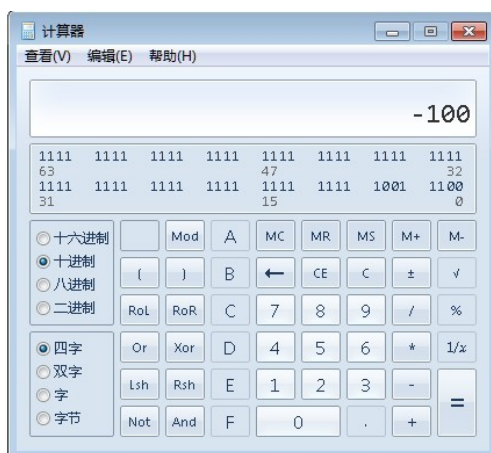 计算器
查看(V) 编辑(E) 帮助(H)
-100
1111 1111 1111 1111 1111 1111 1111 1111
63 47 32
1111 1111 1111 1111 1111 1111 1001 1100
31 15 0
十六进制 Mod A MC MR MS M+ M-
十进制
八进制 ( ) B ← CE C ± √
二进制 RoL RoR C 7 8 9 / %
四字 Or Xor D 4 5 6 * 1/x
双字
字 Lsh Rsh E 1 2 3 - =
字节 Not And F 0 . +